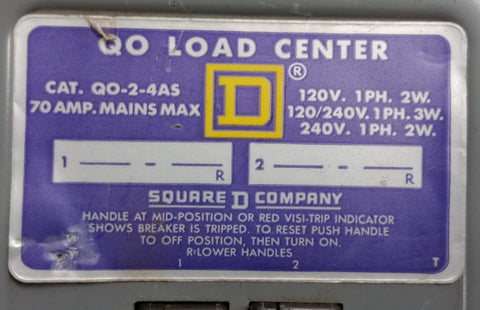 QO LOAD CENTER
CAT. QO-2-4AS
70 AMP. MAINS MAX
D ®
120V. 1PH. 2W.
120/240V. 1PH. 3W.
240V. 1PH. 2W.
1 — - — R
2 — - — R
SQUARE D COMPANY
HANDLE AT MID-POSITION OR RED VISI-TRIP INDICATOR
SHOWS BREAKER IS TRIPPED. TO RESET PUSH HANDLE
TO OFF POSITION, THEN TURN ON.
R:LOWER HANDLES
1 2 T